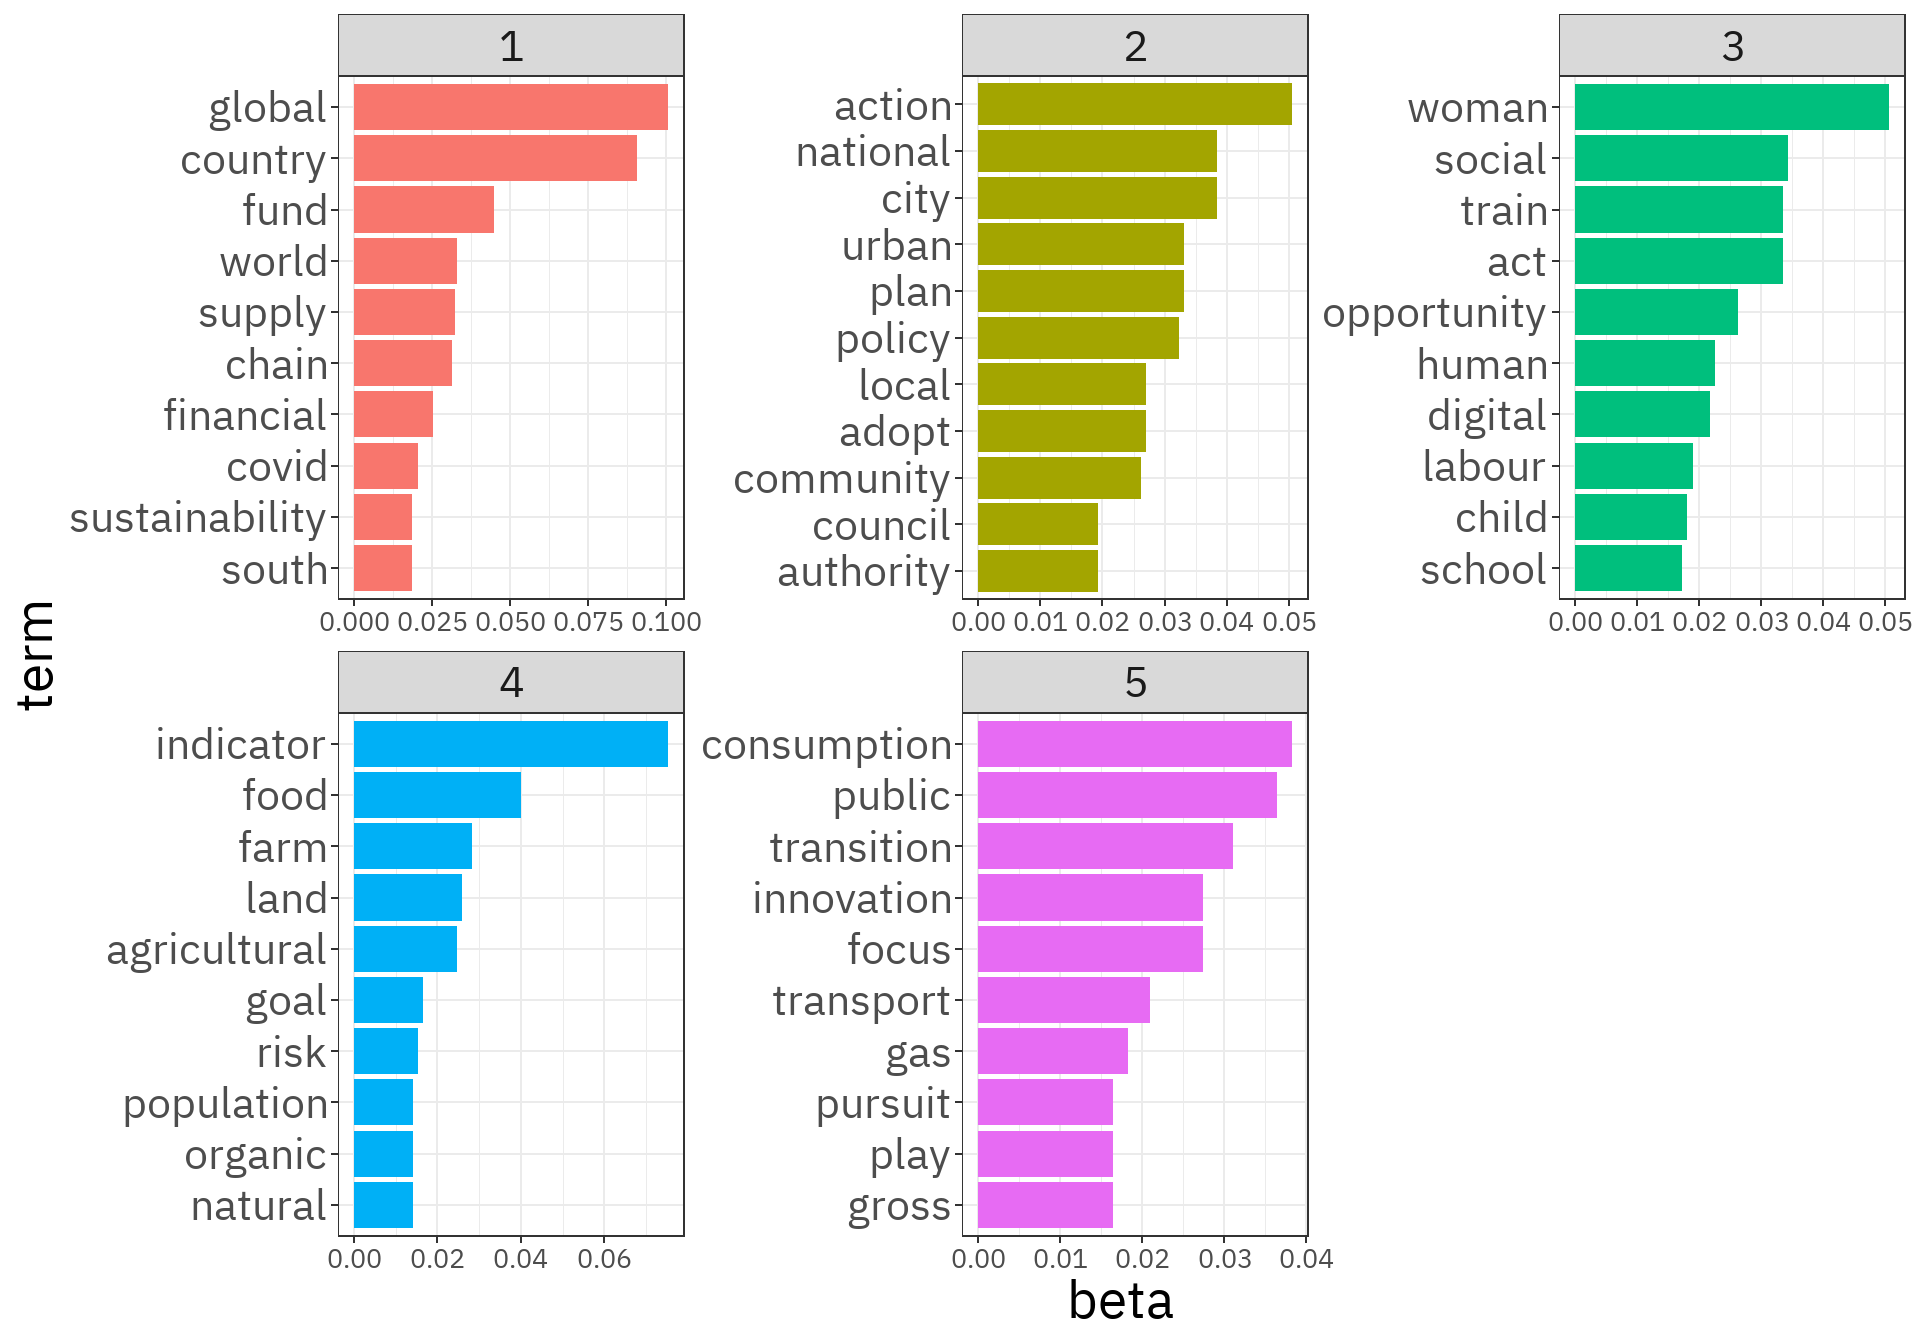 1
global
country
fund
world
supply
chain
financial
covid
sustainability
south
0.000 0.025 0.050 0.075 0.100
2
action
national
city
urban
plan
policy
local
adopt
community
council
authority
0.00 0.01 0.02 0.03 0.04 0.05
3
woman
social
train
act
opportunity
human
digital
labour
child
school
0.00 0.01 0.02 0.03 0.04 0.05
term
4
indicator
food
farm
land
agricultural
goal
risk
population
organic
natural
0.00 0.02 0.04 0.06
5
consumption
public
transition
innovation
focus
transport
gas
pursuit
play
gross
0.00 0.01 0.02 0.03 0.04
beta